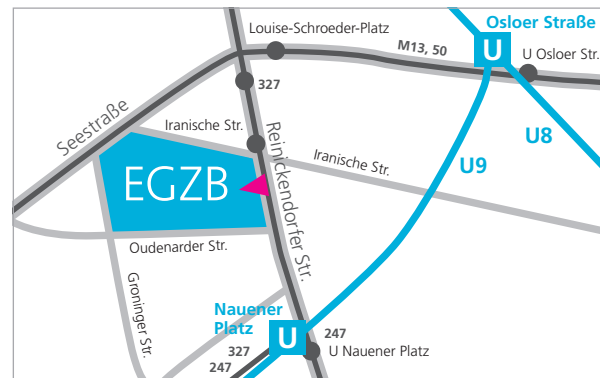 Louise-Schroeder-Platz
Osloer Straße
M13, 50
U
U Osloer Str.
327
Seestraße
Iranische Str.
Reinickendorfer Str.
Iranische Str.
U8
U9
EGZB
Oudenarder Str.
Groninger Str.
Nauener
Platz
U
247
U Nauener Platz
327
247